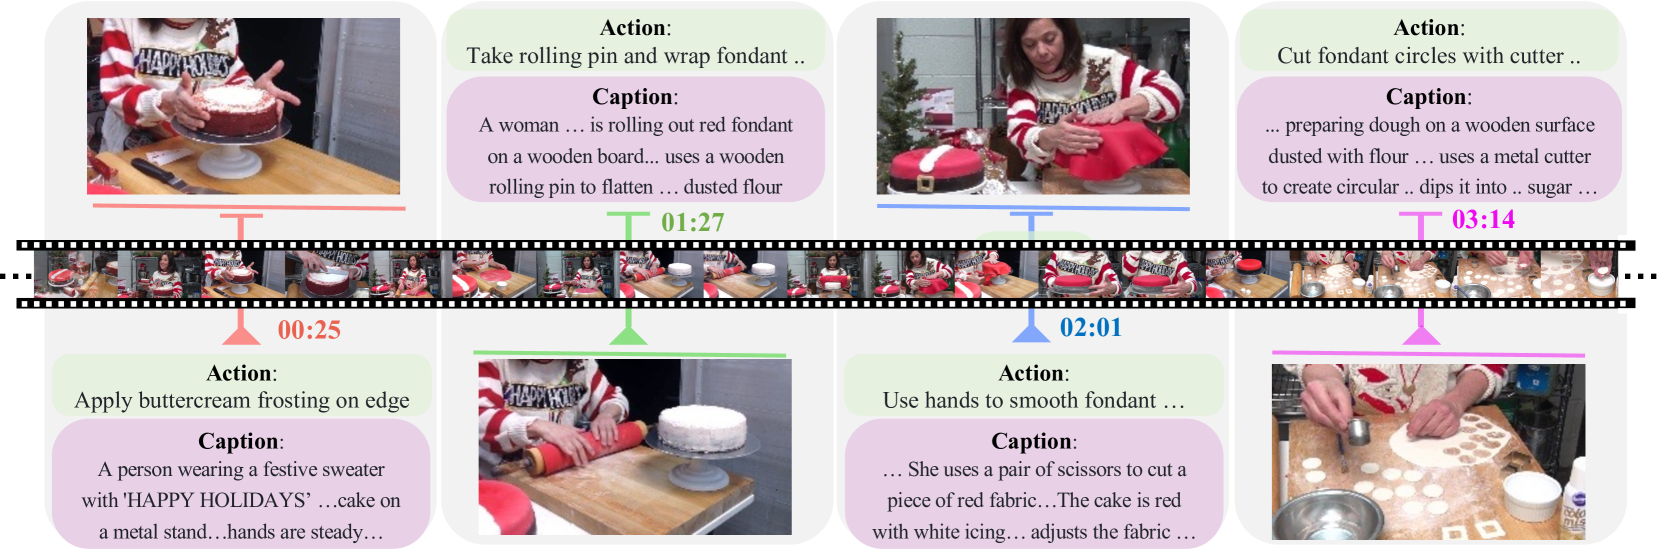 HAPPY HOLIDAYS
00:25
Action:
Apply buttercream frosting on edge
Caption:
A person wearing a festive sweater
with 'HAPPY HOLIDAYS’ …cake on
a metal stand…hands are steady…
Action:
Take rolling pin and wrap fondant ..
Caption:
A woman … is rolling out red fondant
on a wooden board... uses a wooden
rolling pin to flatten … dusted flour
01:27
02:01
Action:
Use hands to smooth fondant …
Caption:
… She uses a pair of scissors to cut a
piece of red fabric…The cake is red
with white icing… adjusts the fabric …
Action:
Cut fondant circles with cutter ..
Caption:
... preparing dough on a wooden surface
dusted with flour … uses a metal cutter
to create circular .. dips it into .. sugar …
03:14